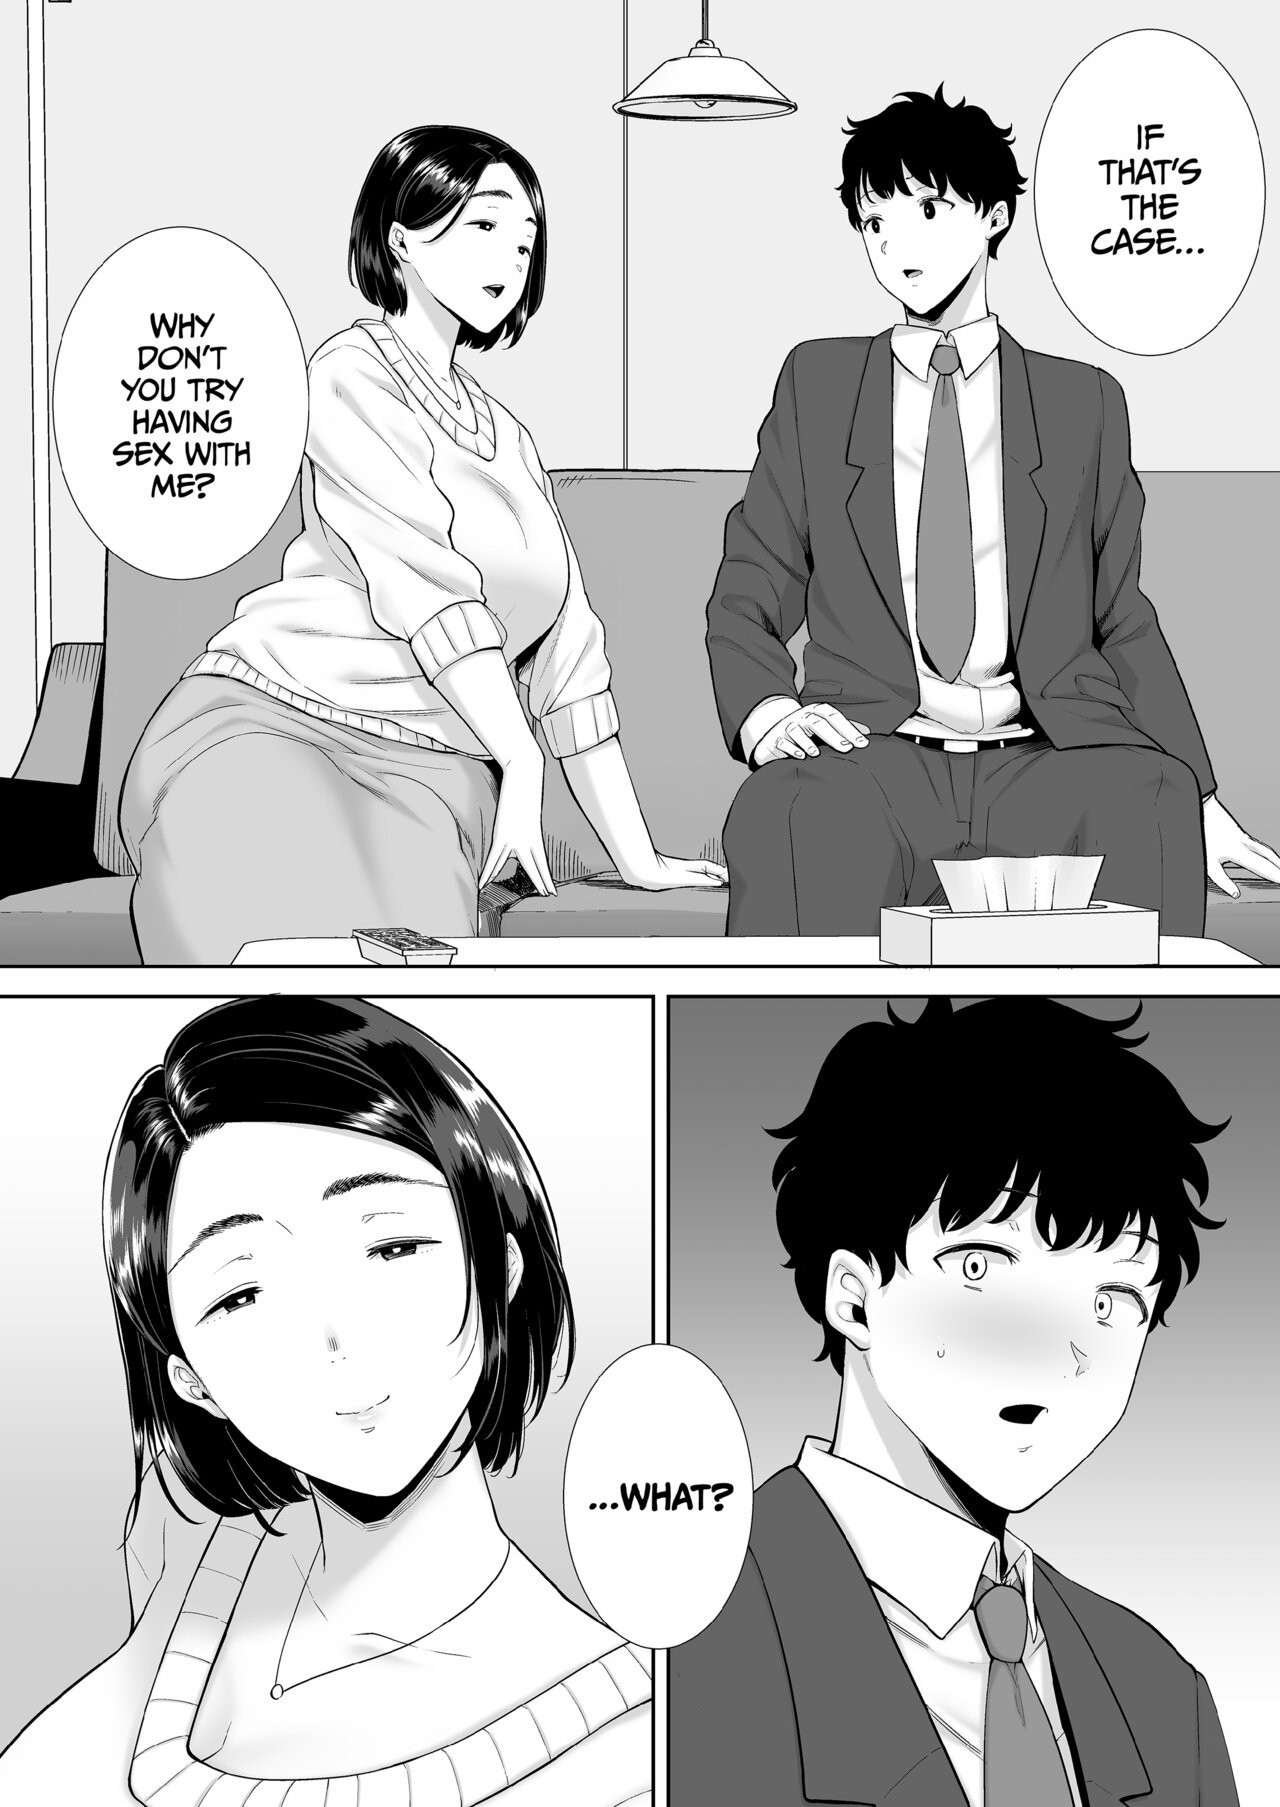 IF
THAT'S
THE
CASE...
WHY
DON'T
YOU TRY
HAVING
SEX WITH
ME?
...WHAT?